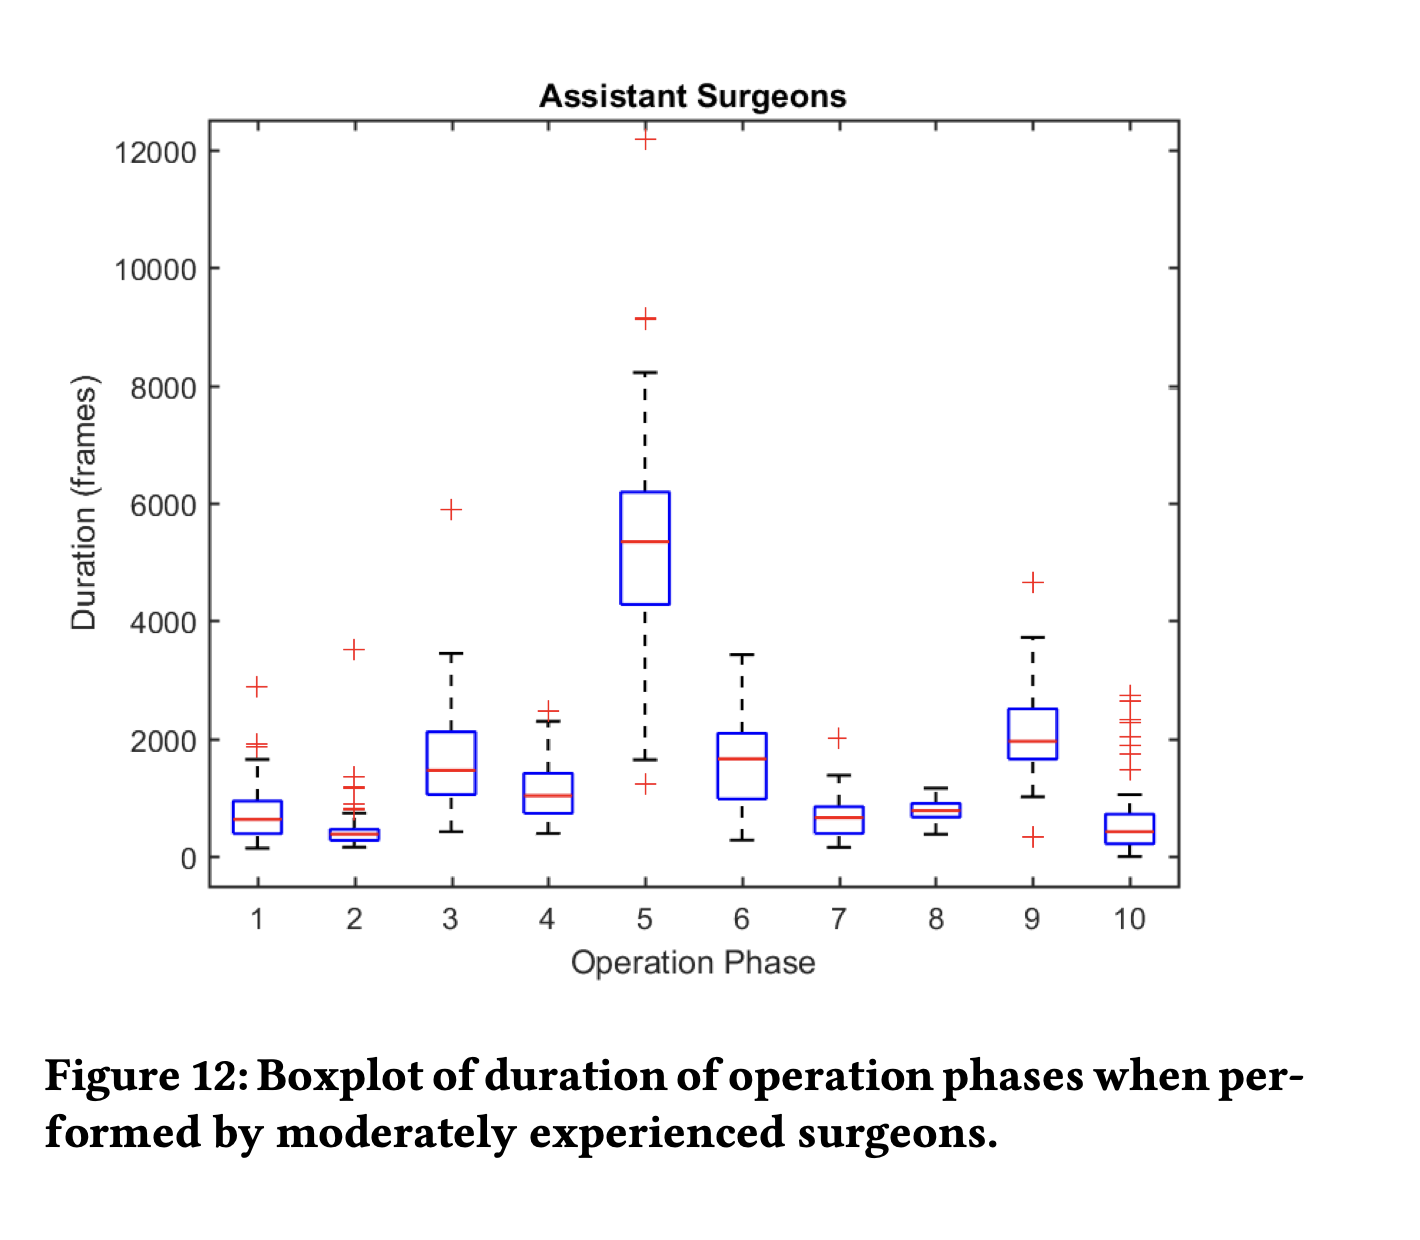 Assistant Surgeons
12000
10000
8000
6000
4000
2000
0
Duration (frames)
1 2 3 4 5 6 7 8 9 10
Operation Phase
Figure 12: Boxplot of duration of operation phases when per-
formed by moderately experienced surgeons.